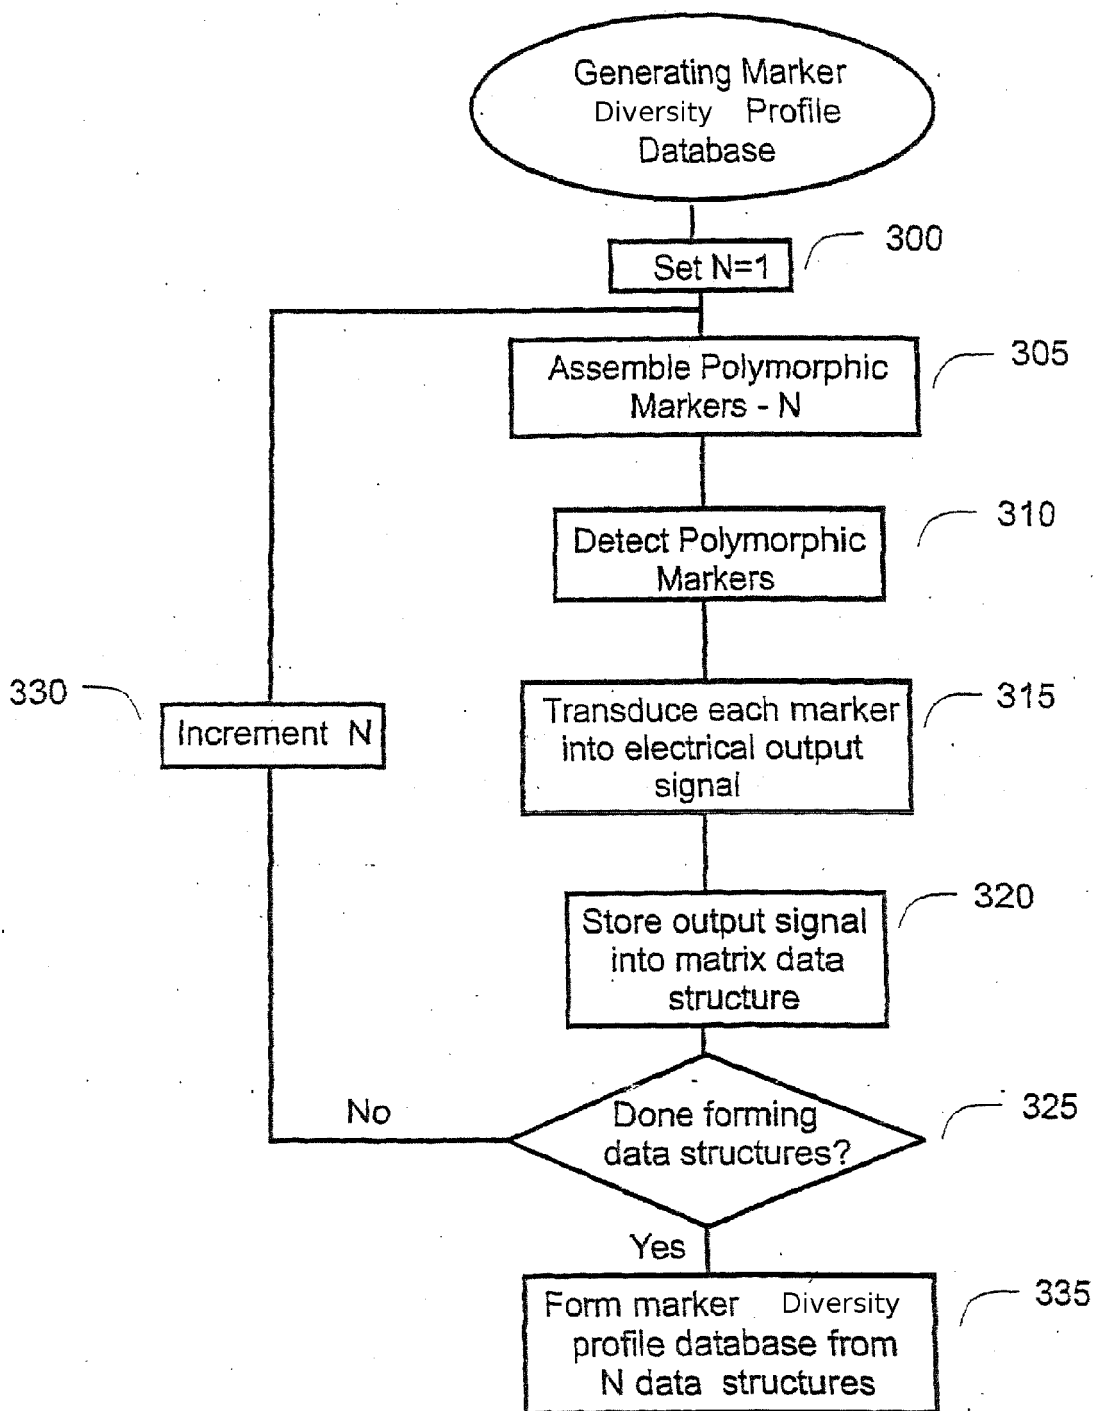 Generating Marker
Diversity Profile
Database
300
Set N=1
305
Assemble Polymorphic
Markers - N
310
Detect Polymorphic
Markers
330
Increment N
315
Transduce each marker
into electrical output
signal
320
Store output signal
into matrix data
structure
325
Done forming
data structures?
No
Yes
335
Form marker Diversity
profile database from
N data structures